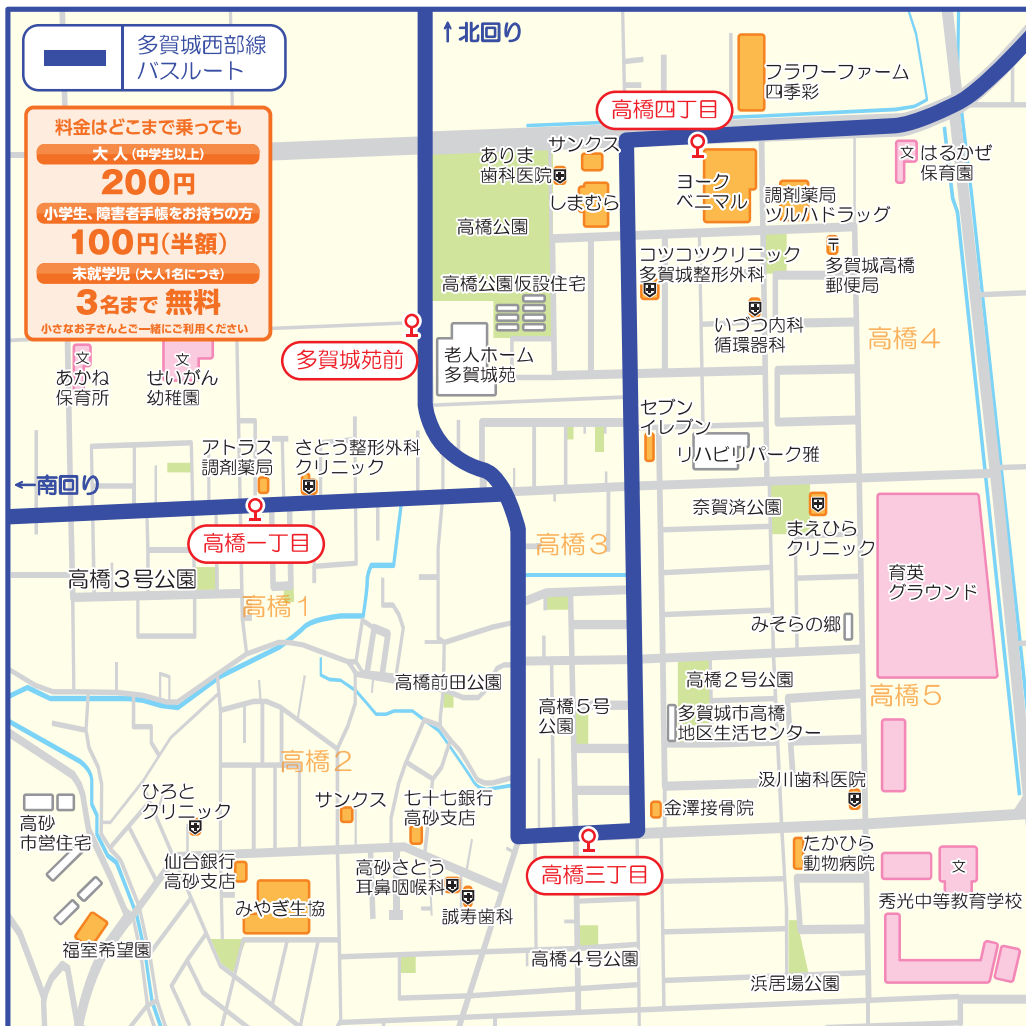 多賀城西部線
バスルート
↑北回り
料金はどこまで乗っても
大人(中学生以上)
200円
小学生、障害者手帳をお持ちの方
100円(半額)
未就学児(大人1名につき)
3名まで 無料
小さなお子さんとご一緒にご利用ください
フラワーファーム
四季彩
高橋四丁目
サンクス
ありま
歯科医院
しまむら
ヨーク
ベニマル
調剤薬局
ツルハドラッグ
文
はるかぜ
保育園
高橋公園
コツコツクリニック
多賀城整形外科
〒
多賀城高橋
郵便局
高橋公園仮設住宅
いづつ内科
循環器科
高橋4
多賀城苑前
老人ホーム
多賀城苑
文
あかね
保育所
文
せいがん
幼稚園
セブン
イレブン
リハビリパーク雅
アトラス
調剤薬局
さとう整形外科
クリニック
←南回り
高橋一丁目
奈賀済公園
まえひら
クリニック
高橋3
育英
グラウンド
高橋3号公園
高橋1
みそらの郷
高橋前田公園
高橋2号公園
高橋5
高橋5号
公園
多賀城市高橋
地区生活センター
高橋2
汲川歯科医院
ひろと
クリニック
サンクス
七十七銀行
高砂支店
金澤接骨院
高砂
市営住宅
たかひら
動物病院
仙台銀行
高砂支店
高砂さとう
耳鼻咽喉科
高橋三丁目
文
秀光中等教育学校
みやぎ生協
誠寿歯科
福室希望園
高橋4号公園
浜居場公園